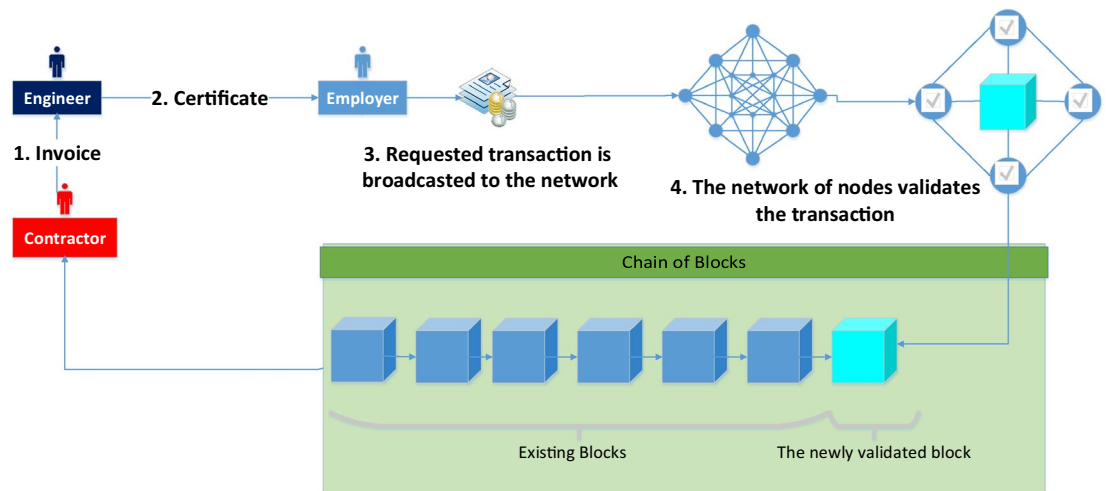 Engineer
2. Certificate
Employer
1. Invoice
3. Requested transaction is
broadcasted to the network
4. The network of nodes validates
the transaction
Contractor
Chain of Blocks
Existing Blocks
The newly validated block